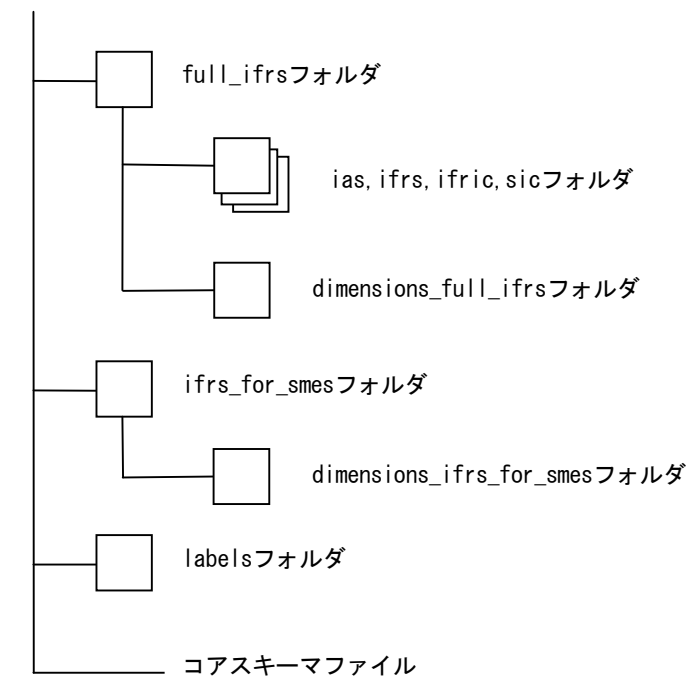 full_ifrsフォルダ
ias,ifrs,ifric,sicフォルダ
dimensions_full_ifrsフォルダ
ifrs_for_smesフォルダ
dimensions_ifrs_for_smesフォルダ
labelsフォルダ
コアスキーマファイル